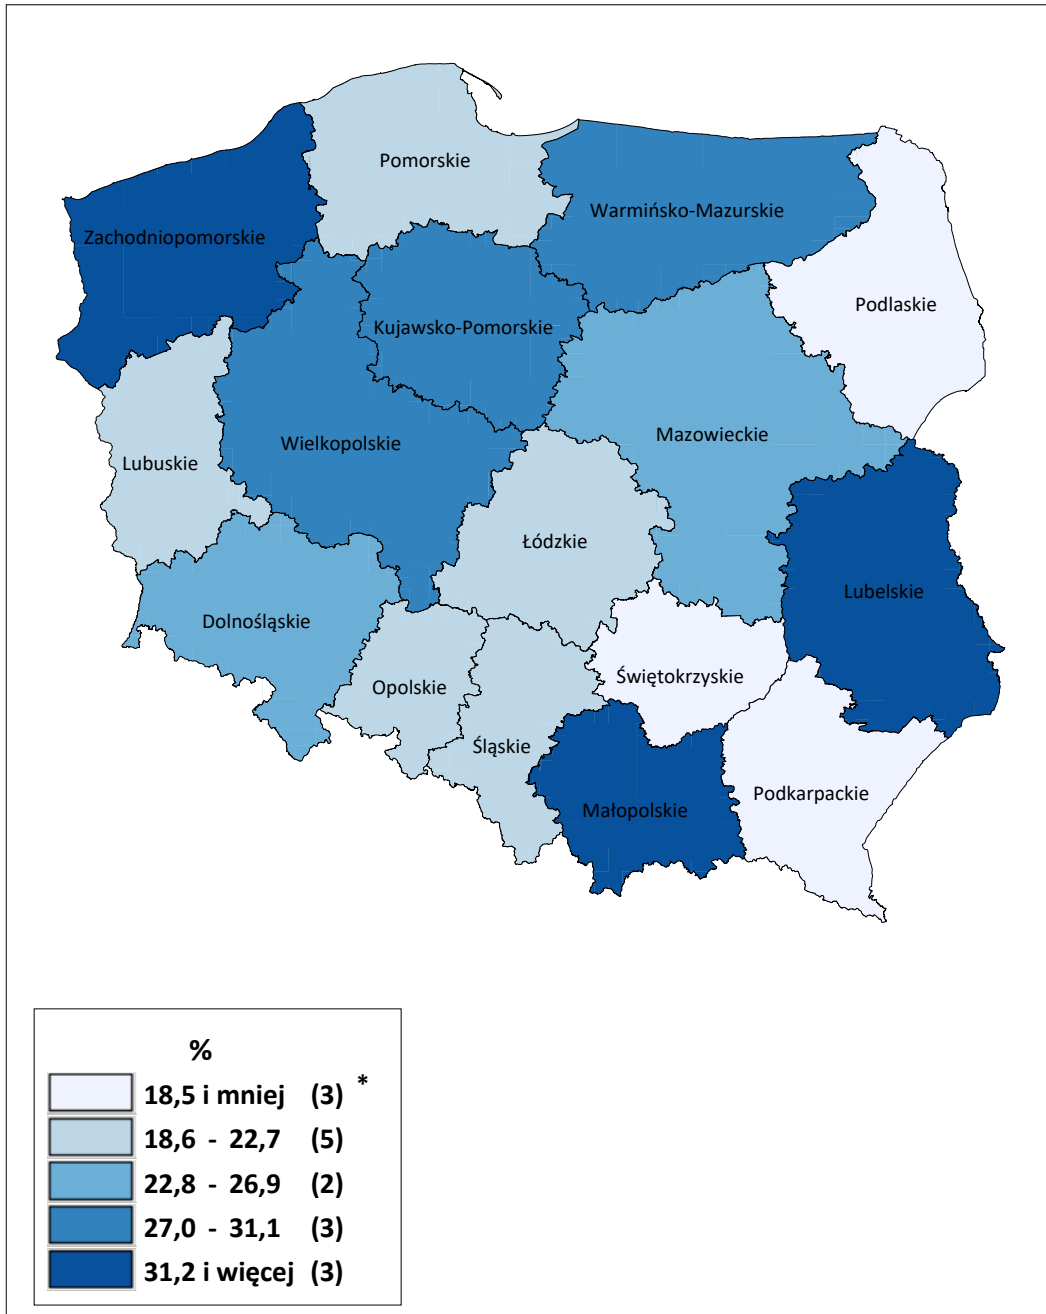 Pomorskie
Warmińsko-Mazurskie
Zachodniopomorskie
Podlaskie
Kujawsko-Pomorskie
Mazowieckie
Wielkopolskie
Lubuskie
Łódzkie
Lubelskie
Dolnośląskie
Świętokrzyskie
Opolskie
Śląskie
Podkarpackie
Małopolskie
%
18,5 i mniej (3) *
18,6 - 22,7 (5)
22,8 - 26,9 (2)
27,0 - 31,1 (3)
31,2 i więcej (3)